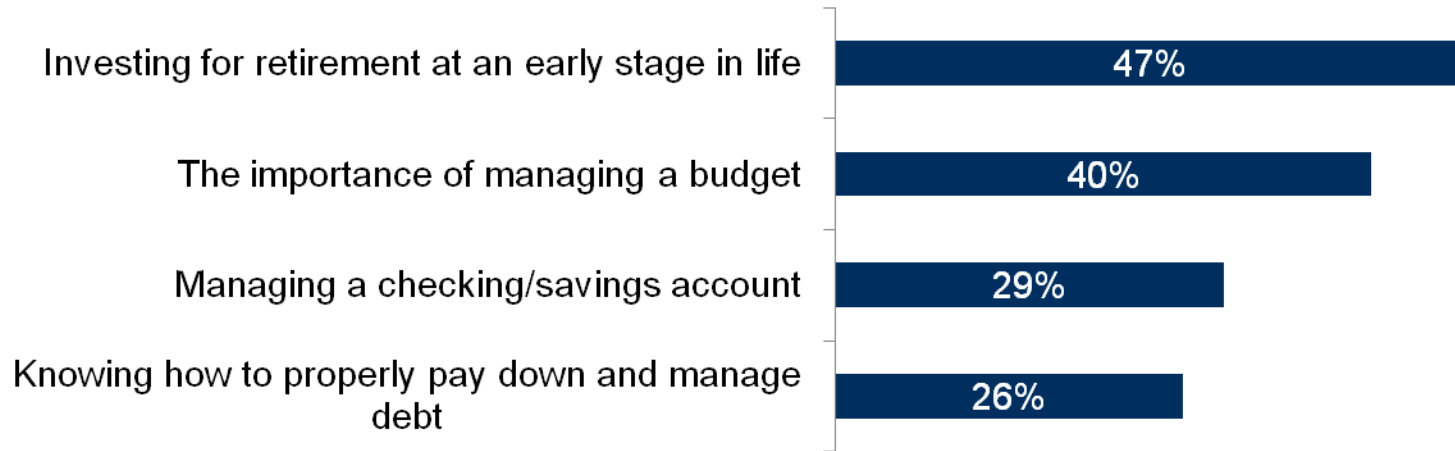 Investing for retirement at an early stage in life
47%
The importance of managing a budget
40%
Managing a checking/savings account
29%
Knowing how to properly pay down and manage
debt
26%